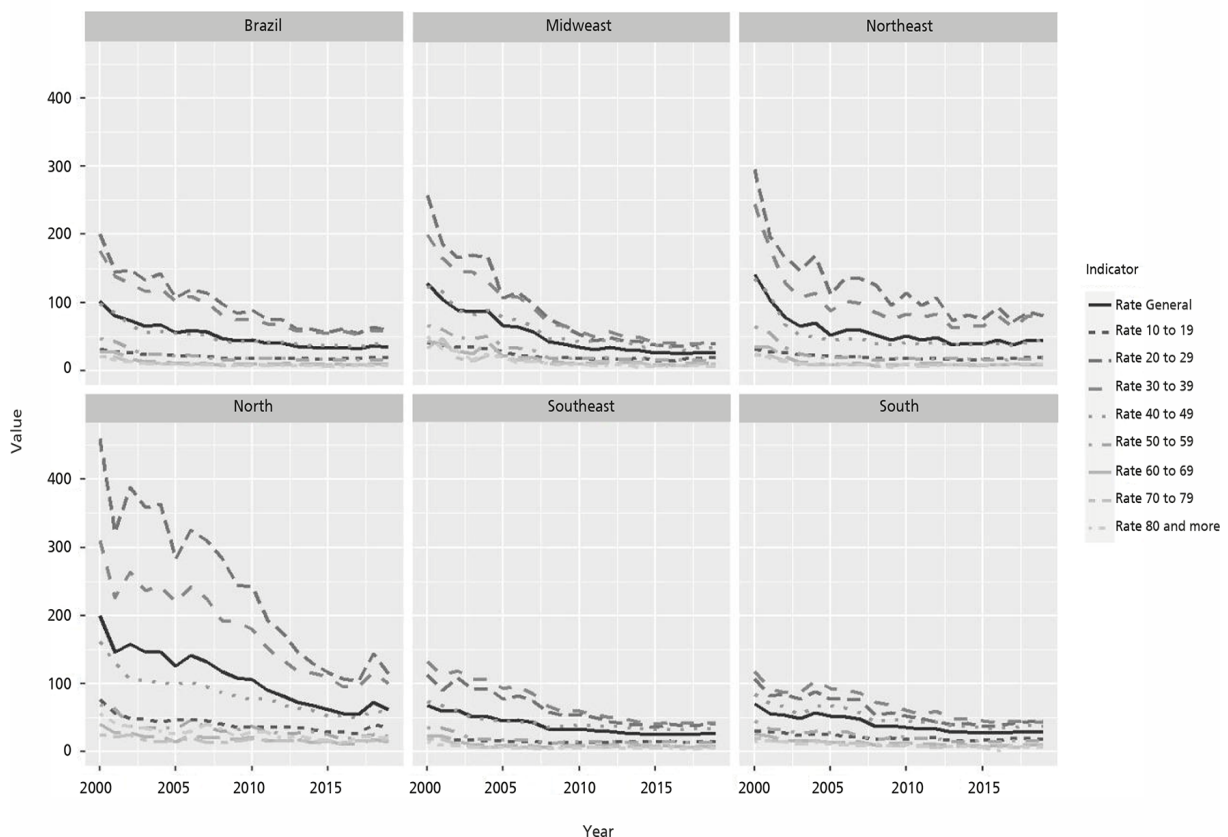 Brazil Midwest Northeast
400
300
200
100
0
North Southeast South
400
300
200
100
0
Value
2000 2005 2010 2015 2000 2005 2010 2015 2000 2005 2010 2015
Year
Indicator
Rate General
Rate 10 to 19
Rate 20 to 29
Rate 30 to 39
Rate 40 to 49
Rate 50 to 59
Rate 60 to 69
Rate 70 to 79
Rate 80 and more